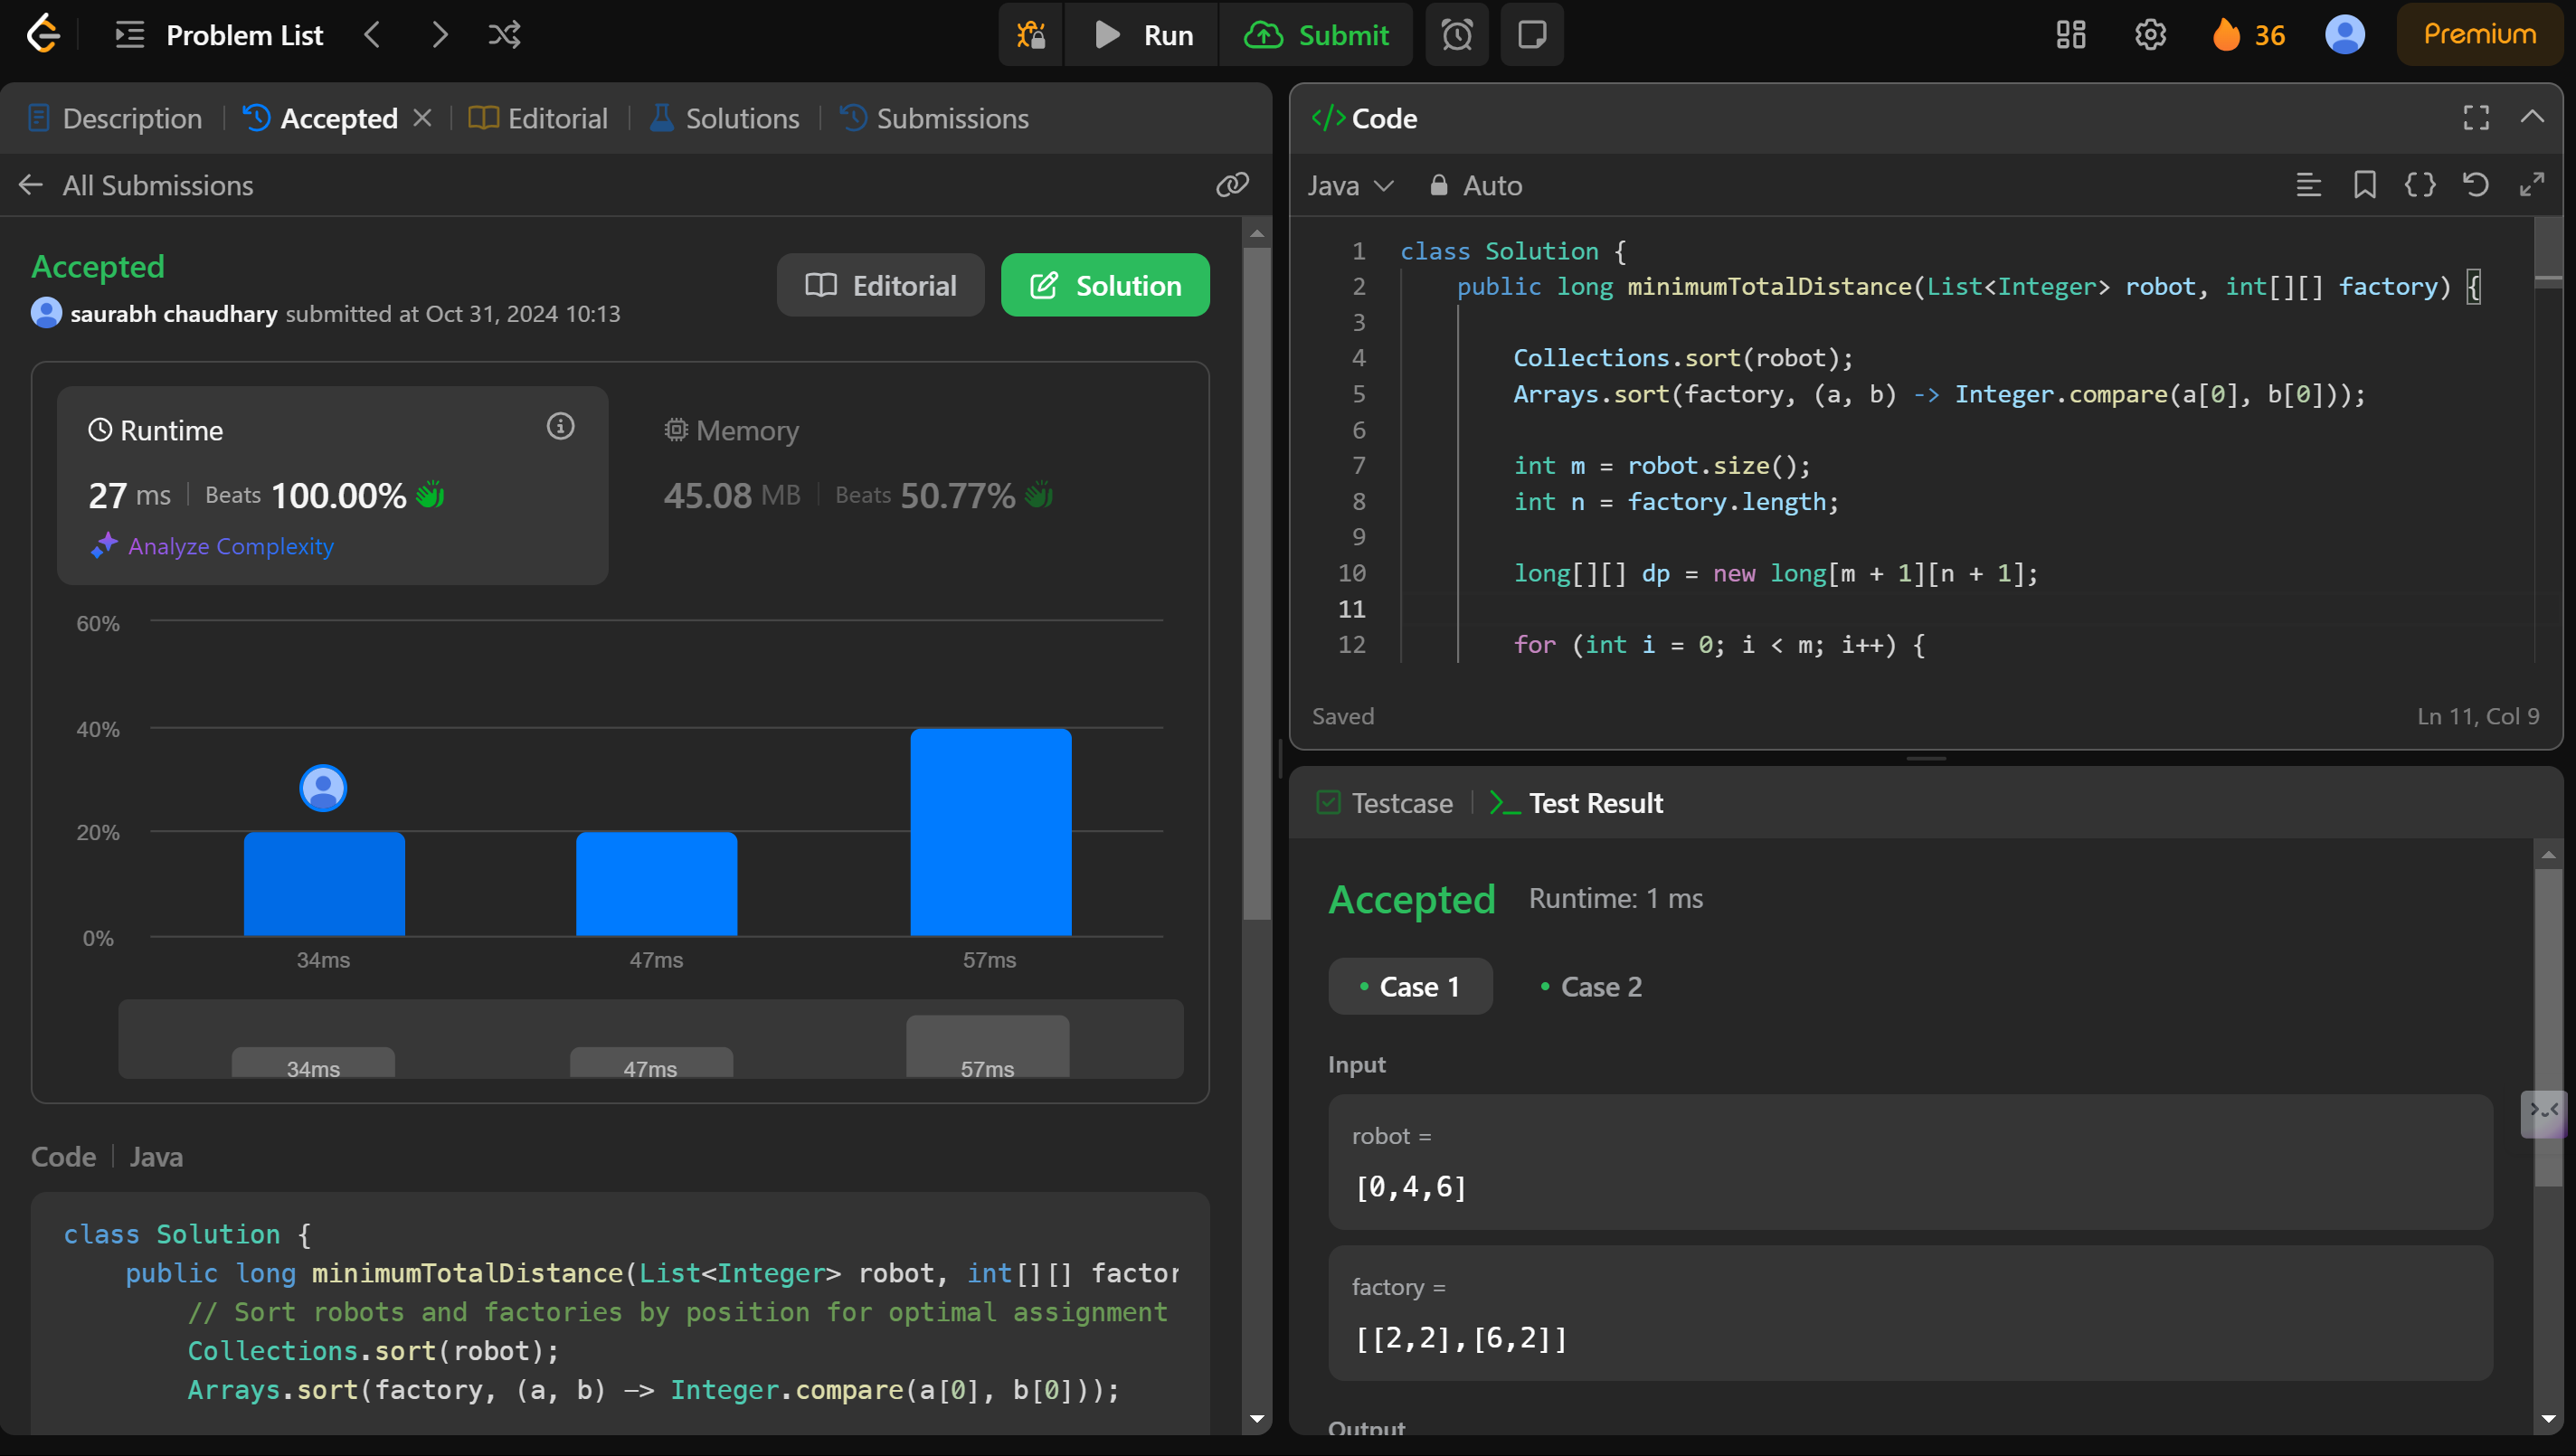 Problem List
Run
Submit
36
Premium
Description
Accepted
Editorial
Solutions
Submissions
All Submissions
Accepted
saurabh chaudhary submitted at Oct 31, 2024 10:13
Editorial
Solution
Runtime
27 ms | Beats 100.00%
Analyze Complexity
Memory
45.08 MB | Beats 50.77%
60%
40%
20%
0%
34ms 47ms 57ms
34ms 47ms 57ms
Code | Java
class Solution {
public long minimumTotalDistance(List<Integer> robot, int[][] factor
// Sort robots and factories by position for optimal assignment
Collections.sort(robot);
Arrays.sort(factory, (a, b) -> Integer.compare(a[0], b[0]));
</> Code
Java
Auto
1 class Solution {
2 public long minimumTotalDistance(List<Integer> robot, int[][] factory) {
3
4 Collections.sort(robot);
5 Arrays.sort(factory, (a, b) -> Integer.compare(a[0], b[0]));
6
7 int m = robot.size();
8 int n = factory.length;
9
10 long[][] dp = new long[m + 1][n + 1];
11
12 for (int i = 0; i < m; i++) {
Saved
Ln 11, Col 9
Testcase
Test Result
Accepted
Runtime: 1 ms
Case 1
Case 2
Input
robot =
[0,4,6]
factory =
[[2,2],[6,2]]
Output